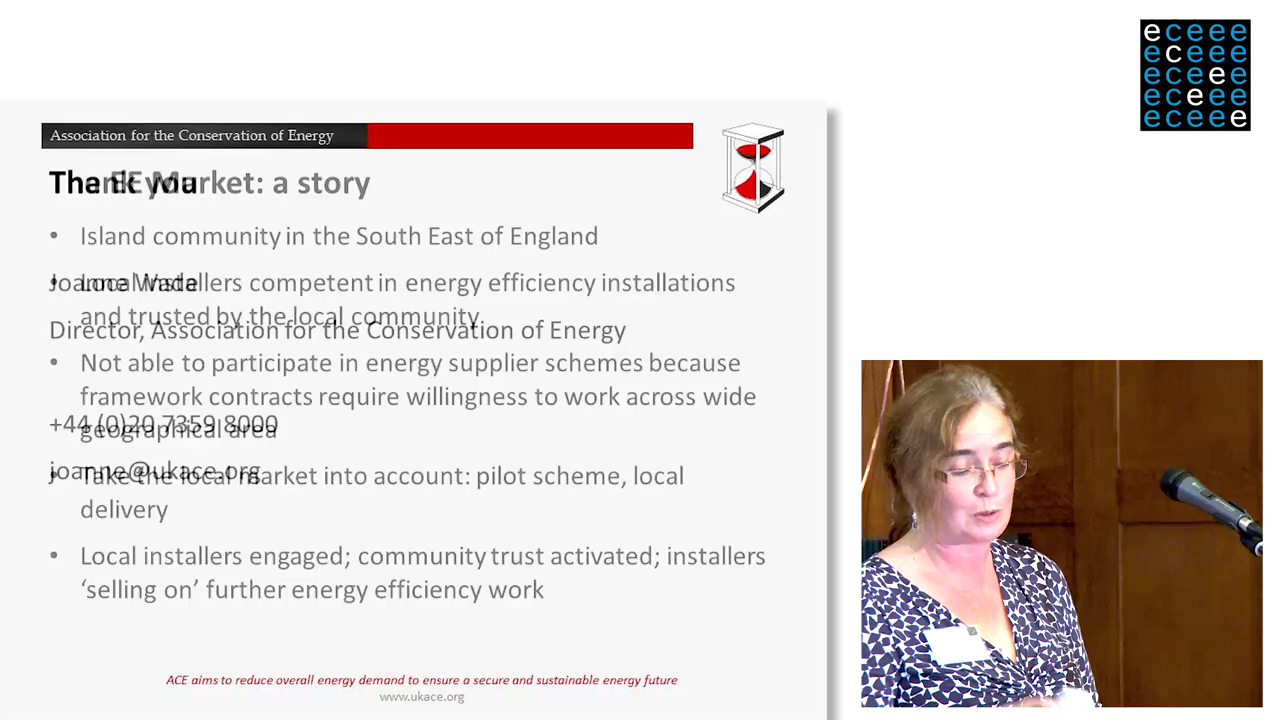 eceee
eceee
eceee
eceee
eceee
Association for the Conservation of Energy
Thank you
The EE Market: a story
• Island community in the South East of England
Joanne Wade
• Local installers competent in energy efficiency installations
and trusted by the local community
Director, Association for the Conservation of Energy
• Not able to participate in energy supplier schemes because
framework contracts require willingness to work across wide
geographical area
+44 (0)20 7359 8000
joanne@ukace.org
• Take the local market into account: pilot scheme, local
delivery
• Local installers engaged; community trust activated; installers
‘selling on’ further energy efficiency work
ACE aims to reduce overall energy demand to ensure a secure and sustainable energy future
www.ukace.org